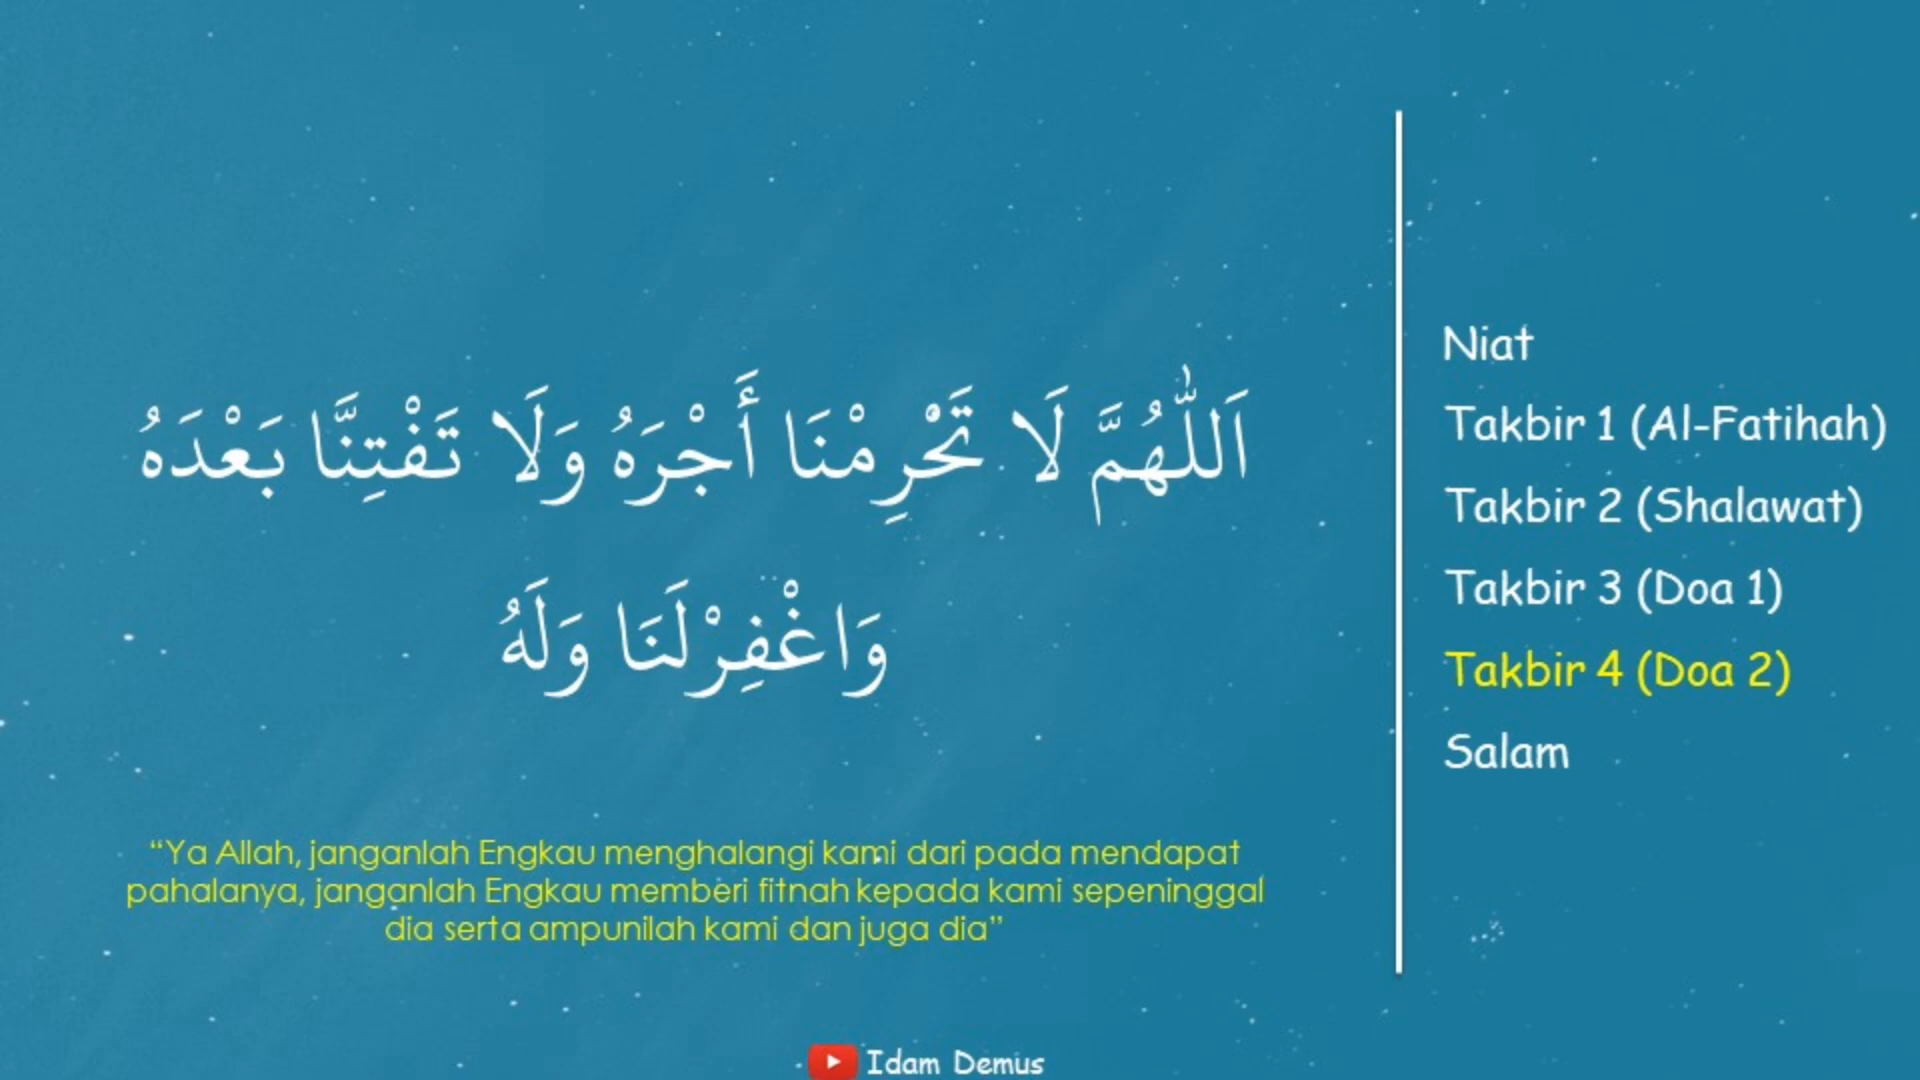 اَللّٰهُمَّ لَا تَحْرِمْنَا أَجْرَهُ وَلَا تَفْتِنَّا بَعْدَهُ
وَاغْفِرْلَنَا وَلَهُ
“Ya Allah, janganlah Engkau menghalangi kami dari pada mendapat
pahalanya, janganlah Engkau memberi fitnah kepada kami sepeninggal
dia serta ampunilah kami dan juga dia”
Niat
Takbir 1 (Al-Fatihah)
Takbir 2 (Shalawat)
Takbir 3 (Doa 1)
Takbir 4 (Doa 2)
Salam
Idam Demus